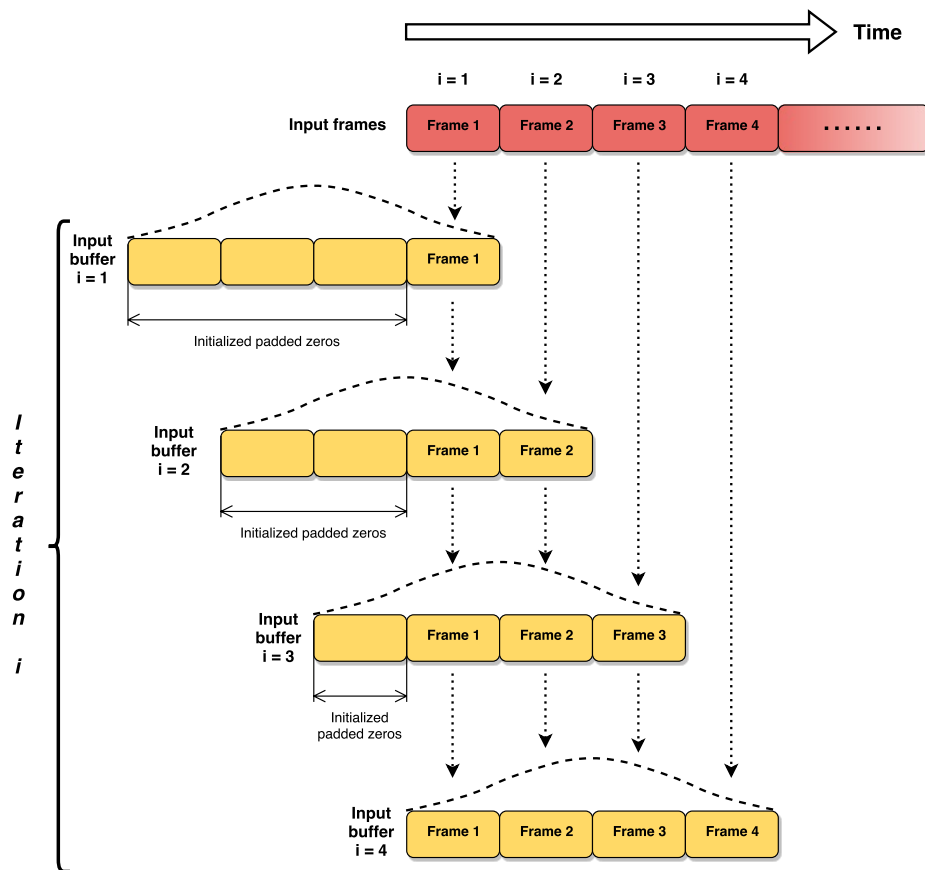 Time
i = 1 i = 2 i = 3 i = 4
Input frames Frame 1 Frame 2 Frame 3 Frame 4 ......
Input
buffer
i = 1
Frame 1
Initialized padded zeros
Input
buffer
i = 2
Frame 1 Frame 2
Initialized padded zeros
Iteration i
Input
buffer
i = 3
Frame 1 Frame 2 Frame 3
Initialized
padded zeros
Input
buffer
i = 4
Frame 1 Frame 2 Frame 3 Frame 4